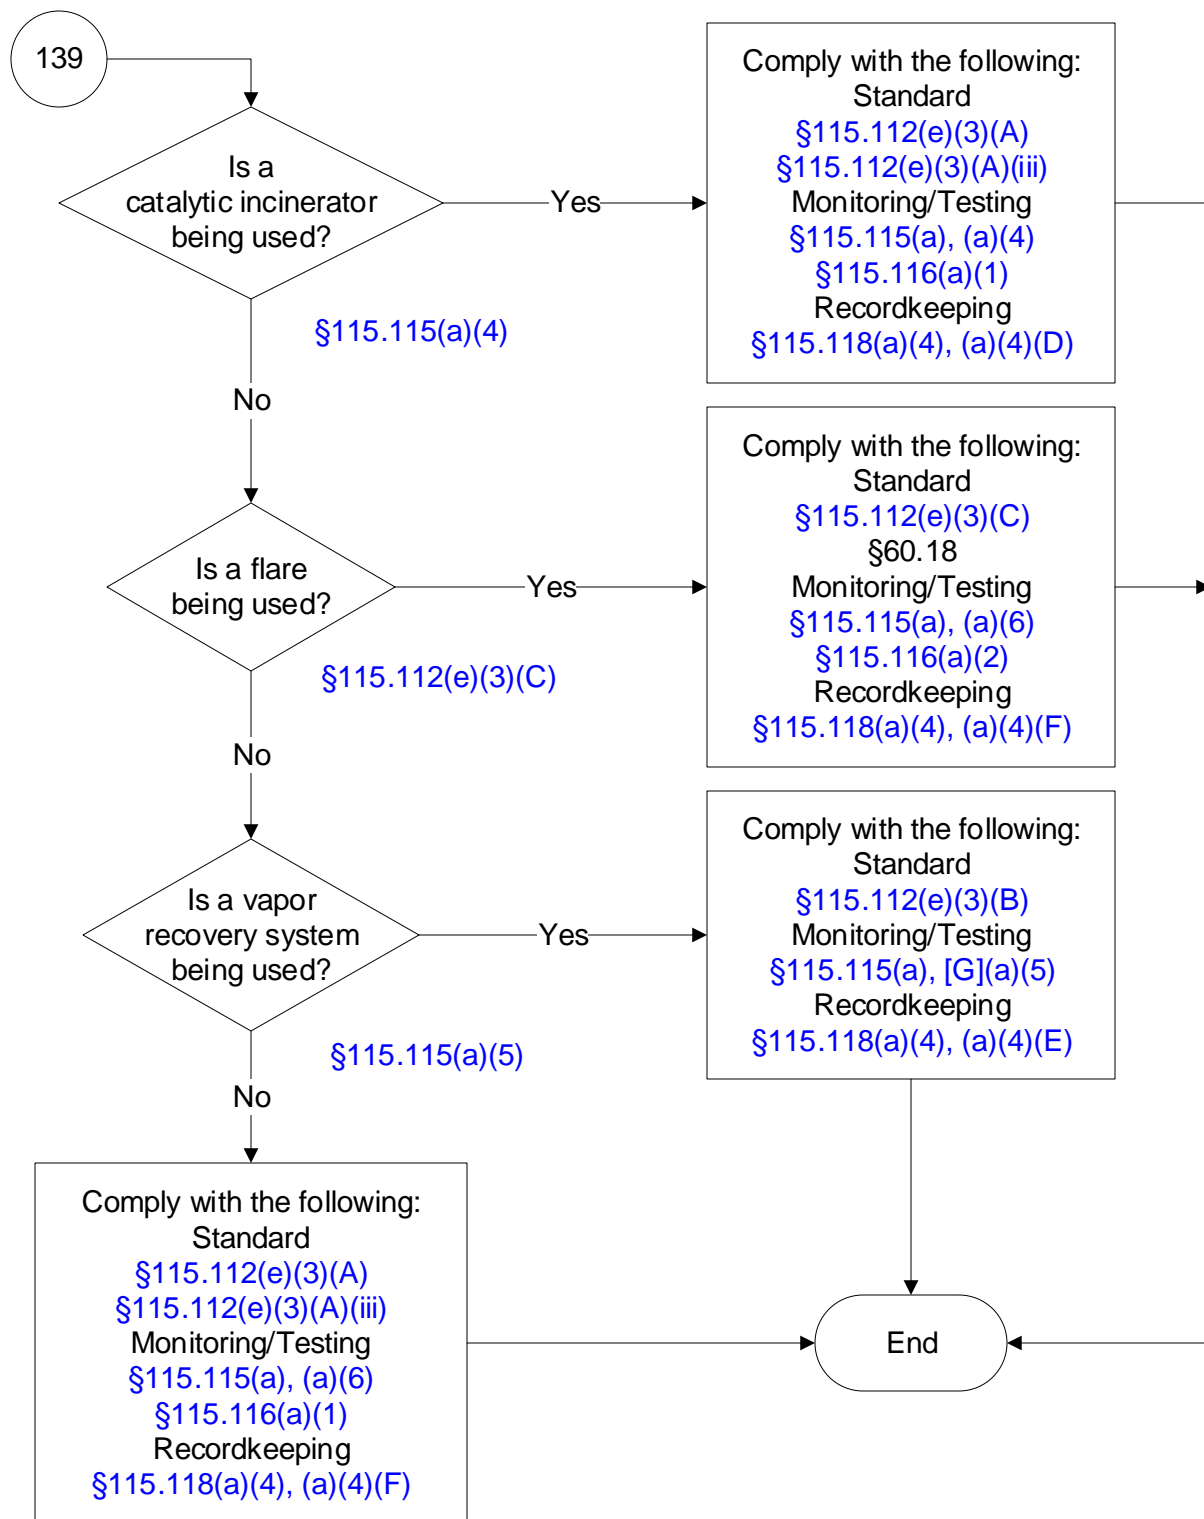 139
Is a
catalytic incinerator
being used?
Yes
Comply with the following:
Standard
§115.112(e)(3)(A)
§115.112(e)(3)(A)(iii)
Monitoring/Testing
§115.115(a), (a)(4)
§115.116(a)(1)
Recordkeeping
§115.118(a)(4), (a)(4)(D)
§115.115(a)(4)
No
Is a flare
being used?
Yes
Comply with the following:
Standard
§115.112(e)(3)(C)
§60.18
Monitoring/Testing
§115.115(a), (a)(6)
§115.116(a)(2)
Recordkeeping
§115.118(a)(4), (a)(4)(F)
§115.112(e)(3)(C)
No
Is a vapor
recovery system
being used?
Yes
Comply with the following:
Standard
§115.112(e)(3)(B)
Monitoring/Testing
§115.115(a), [G](a)(5)
Recordkeeping
§115.118(a)(4), (a)(4)(E)
§115.115(a)(5)
No
Comply with the following:
Standard
§115.112(e)(3)(A)
§115.112(e)(3)(A)(iii)
Monitoring/Testing
§115.115(a), (a)(6)
§115.116(a)(1)
Recordkeeping
§115.118(a)(4), (a)(4)(F)
End